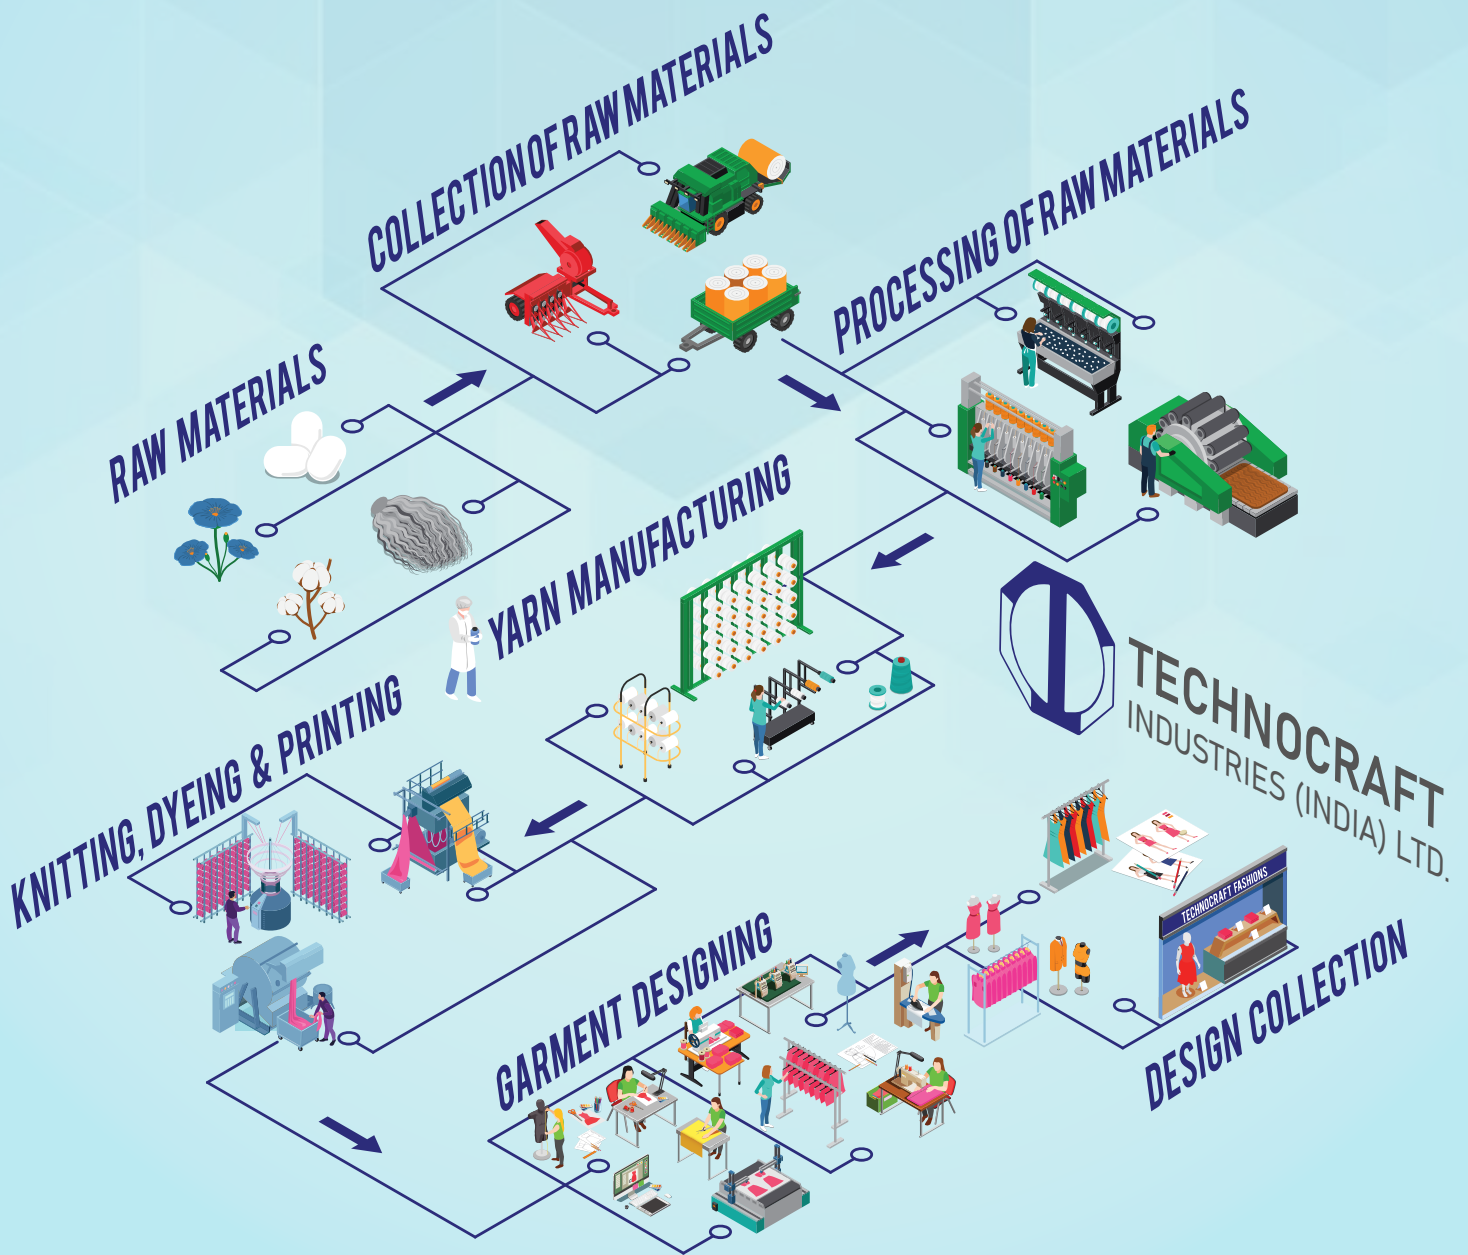 COLLECTION OF RAW MATERIALS
PROCESSING OF RAW MATERIALS
RAW MATERIALS
YARN MANUFACTURING
TECHNOCRAFT
INDUSTRIES (INDIA) LTD.
KNITTING, DYEING & PRINTING
TECHNOCRAFT FASHIONS
GARMENT DESIGNING
DESIGN COLLECTION